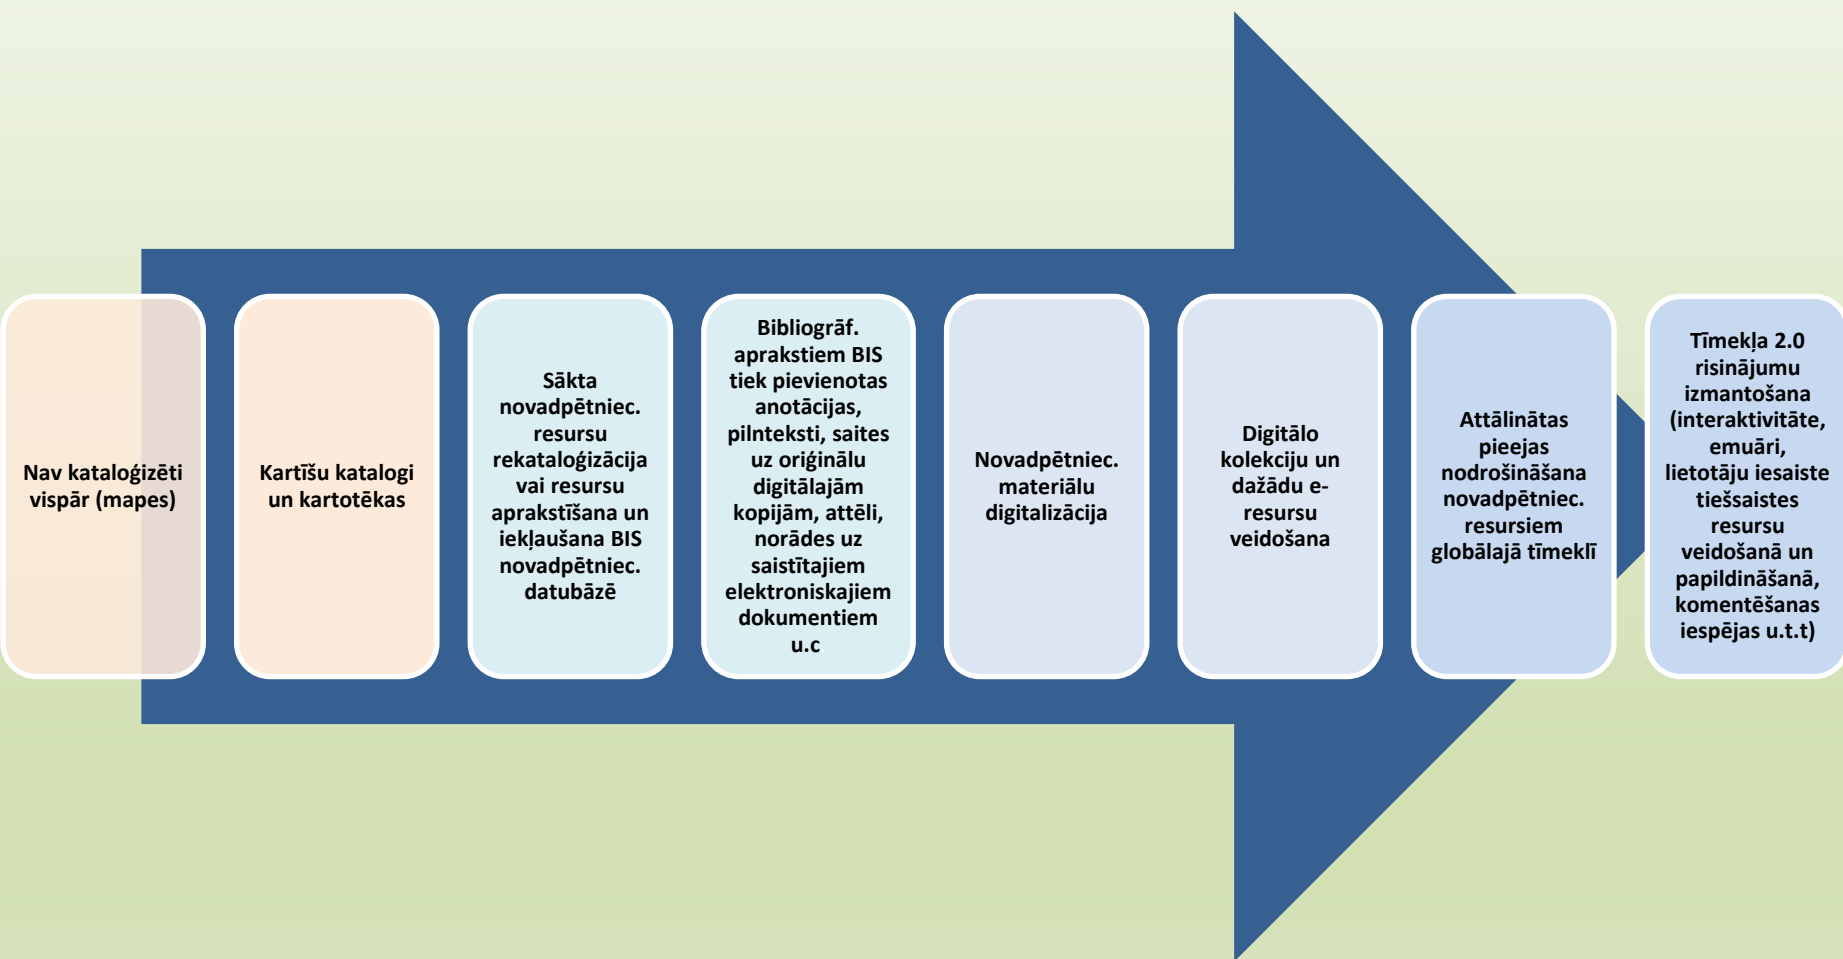 Nav kataloģizēti
vispār (mapes)
Kartīšu katalogi
un kartotēkas
Sākta
novadpētniec.
resursu
rekataloģizācija
vai resursu
aprakstīšana un
iekļaušana BIS
novadpētniec.
datubāzē
Bibliogrāf.
aprakstiem BIS
tiek pievienotas
anotācijas,
pilnteksti, saites
uz oriģinālu
digitālajām
kopijām, attēli,
norādes uz
saistītajiem
elektroniskajiem
dokumentiem
u.c
Novadpētniec.
materiālu
digitalizācija
Digitālo
kolekciju un
dažādu e-
resursu
veidošana
Attālinātas
pieejas
nodrošināšana
novadpētniec.
resursiem
globālajā tīmeklī
Tīmekļa 2.0
risinājumu
izmantošana
(interaktivitāte,
emuāri,
lietotāju iesaiste
tiešsaistes
resursu
veidošanā un
papildināšanā,
komentēšanas
iespējas u.t.t)